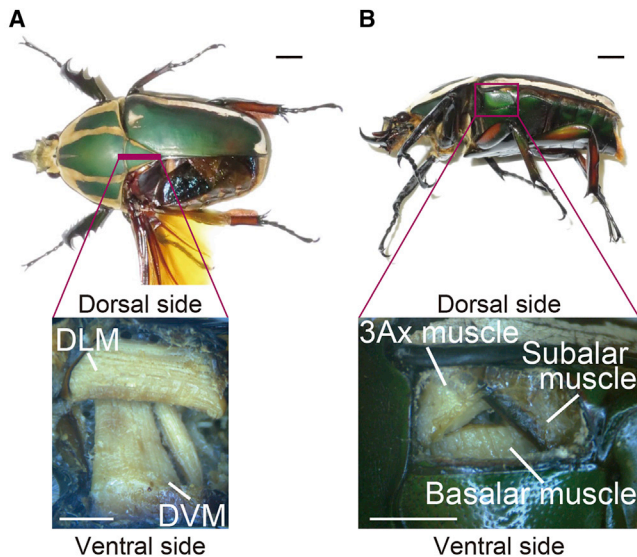 A
B
Dorsal side
DLM
DVM
Ventral side
Dorsal side
3Ax muscle
Subalar
muscle
Basalar muscle
Ventral side